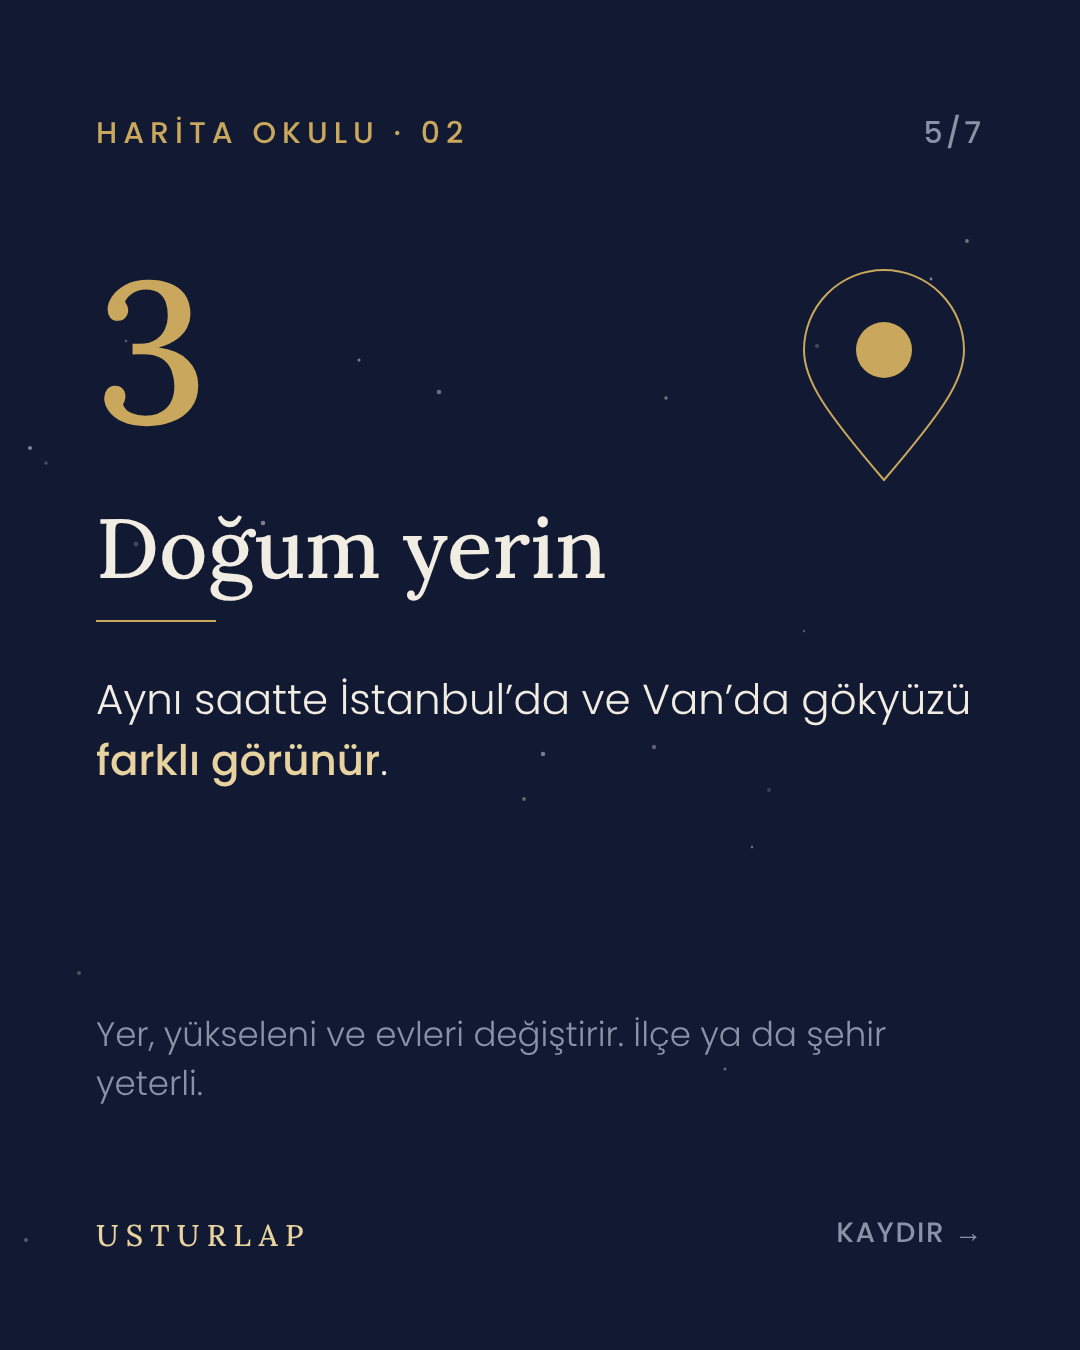 HARİTA OKULU · 02
5/7
3
Doğum yerin
Aynı saatte İstanbul’da ve Van’da gökyüzü
farklı görünür.
Yer, yükseleni ve evleri değiştirir. İlçe ya da şehir
yeterli.
USTURLAP
KAYDIR →